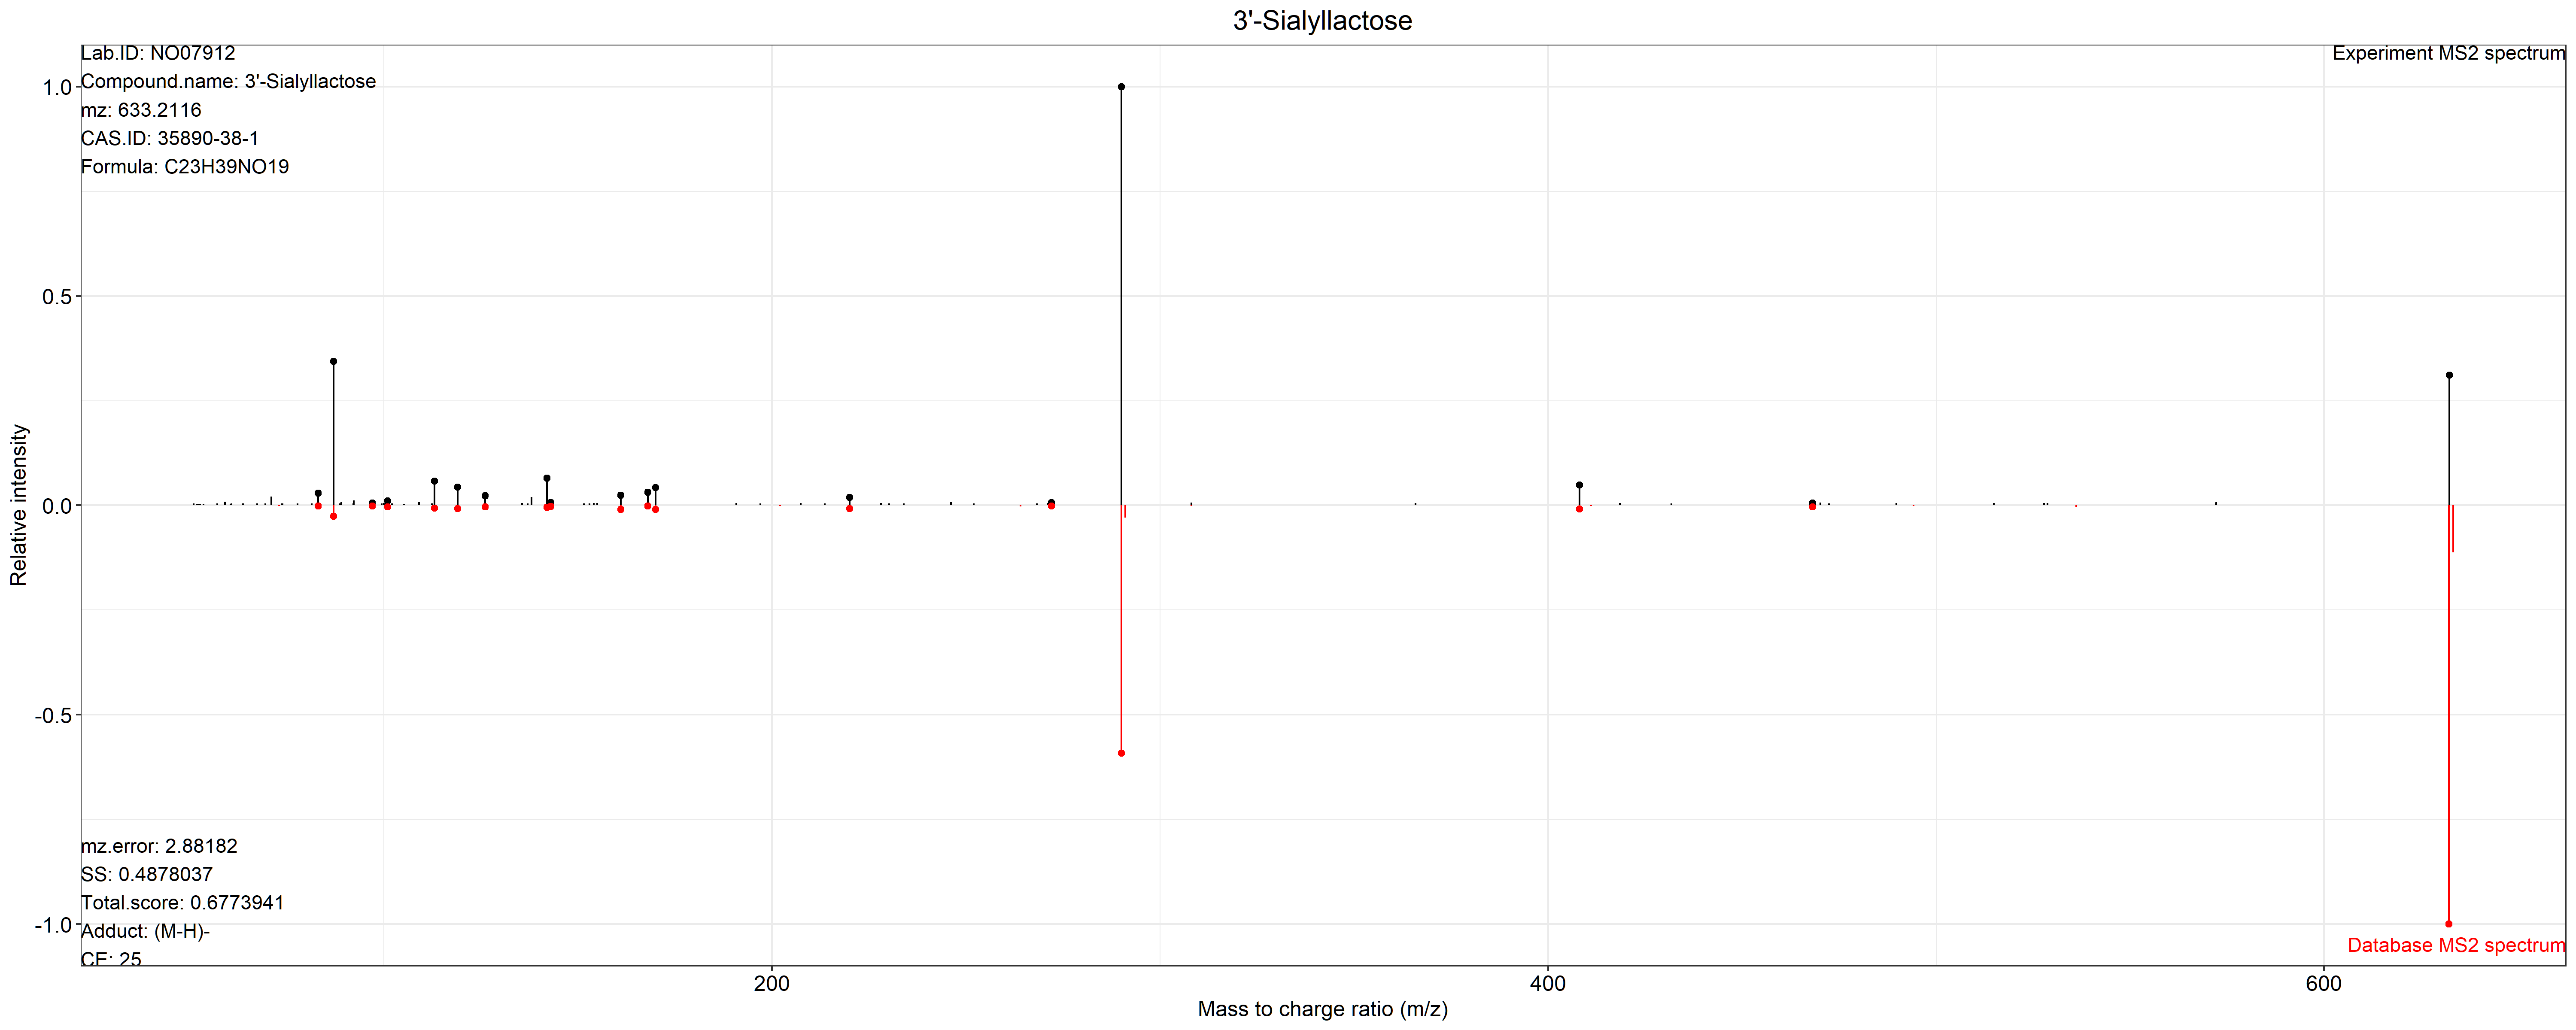 3'-Sialyllactose
Lab.ID: NO07912
Compound.name: 3'-Sialyllactose
mz: 633.2116
CAS.ID: 35890-38-1
Formula: C23H39NO19
Experiment MS2 spectrum
1.0
0.5
0.0
-0.5
-1.0
Relative intensity
mz.error: 2.88182
SS: 0.4878037
Total.score: 0.6773941
Adduct: (M-H)-
CE: 25
Database MS2 spectrum
200
400
600
Mass to charge ratio (m/z)